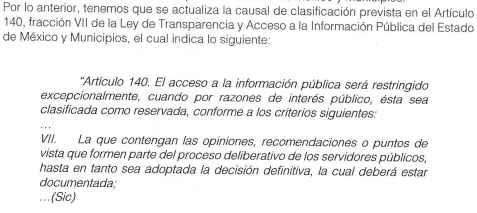 Por lo anterior, tenemos que se actualiza la causal de clasificación prevista en el Artículo
140, fracción VII de la Ley de Transparencia y Acceso a la Información Pública del Estado
de México y Municipios, el cual indica lo siguiente:
“Artículo 140. El acceso a la información pública será restringido
excepcionalmente, cuando por razones de interés público, ésta sea
clasificada como reservada, conforme a los criterios siguientes:
...
VII. La que contengan las opiniones, recomendaciones o puntos de
vista que formen parte del proceso deliberativo de los servidores públicos,
hasta en tanto sea adoptada la decisión definitiva, la cual deberá estar
documentada;
...(Sic)